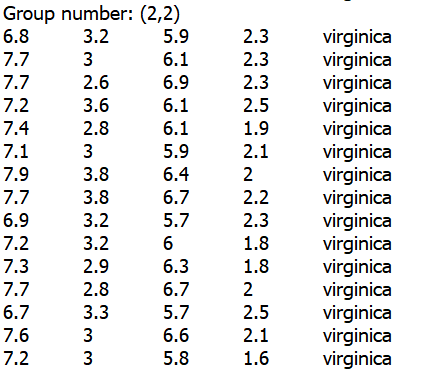 Group number: (2,2)
6.8 3.2 5.9 2.3 virginica
7.7 3 6.1 2.3 virginica
7.7 2.6 6.9 2.3 virginica
7.2 3.6 6.1 2.5 virginica
7.4 2.8 6.1 1.9 virginica
7.1 3 5.9 2.1 virginica
7.9 3.8 6.4 2 virginica
7.7 3.8 6.7 2.2 virginica
6.9 3.2 5.7 2.3 virginica
7.2 3.2 6 1.8 virginica
7.3 2.9 6.3 1.8 virginica
7.7 2.8 6.7 2 virginica
6.7 3.3 5.7 2.5 virginica
7.6 3 6.6 2.1 virginica
7.2 3 5.8 1.6 virginica